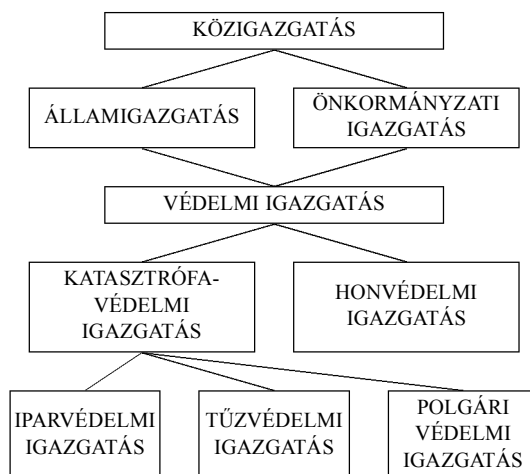 KÖZIGAZGATÁS
ÁLLAMIGAZGATÁS
ÖNKORMÁNYZATI
IGAZGATÁS
VÉDELMI IGAZGATÁS
KATASZTRÓFA-
VÉDELMI
IGAZGATÁS
HONVÉDELMI
IGAZGATÁS
IPARVÉDELMI
IGAZGATÁS
TŰZVÉDELMI
IGAZGATÁS
POLGÁRI
VÉDELMI
IGAZGATÁS